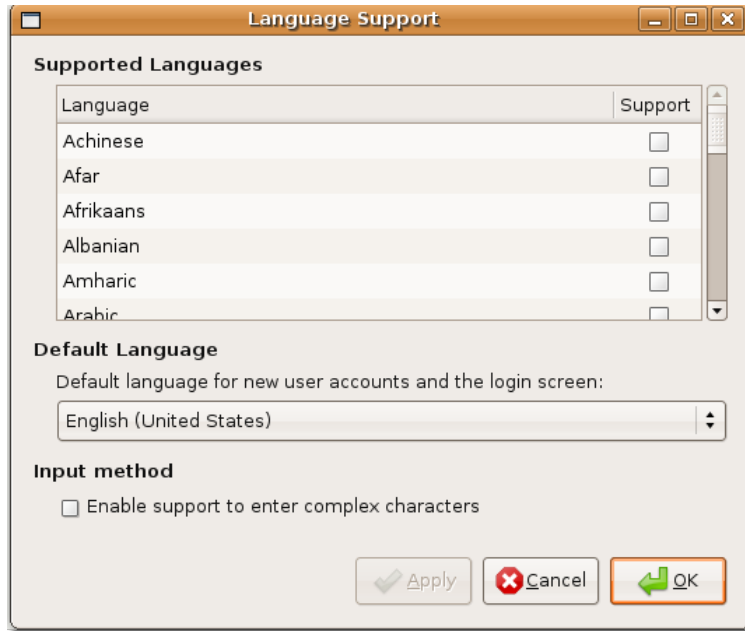 Language Support
Supported Languages
Language Support
Achinese
Afar
Afrikaans
Albanian
Amharic
Arabic
Default Language
Default language for new user accounts and the login screen:
English (United States)
Input method
Enable support to enter complex characters
Apply Cancel OK